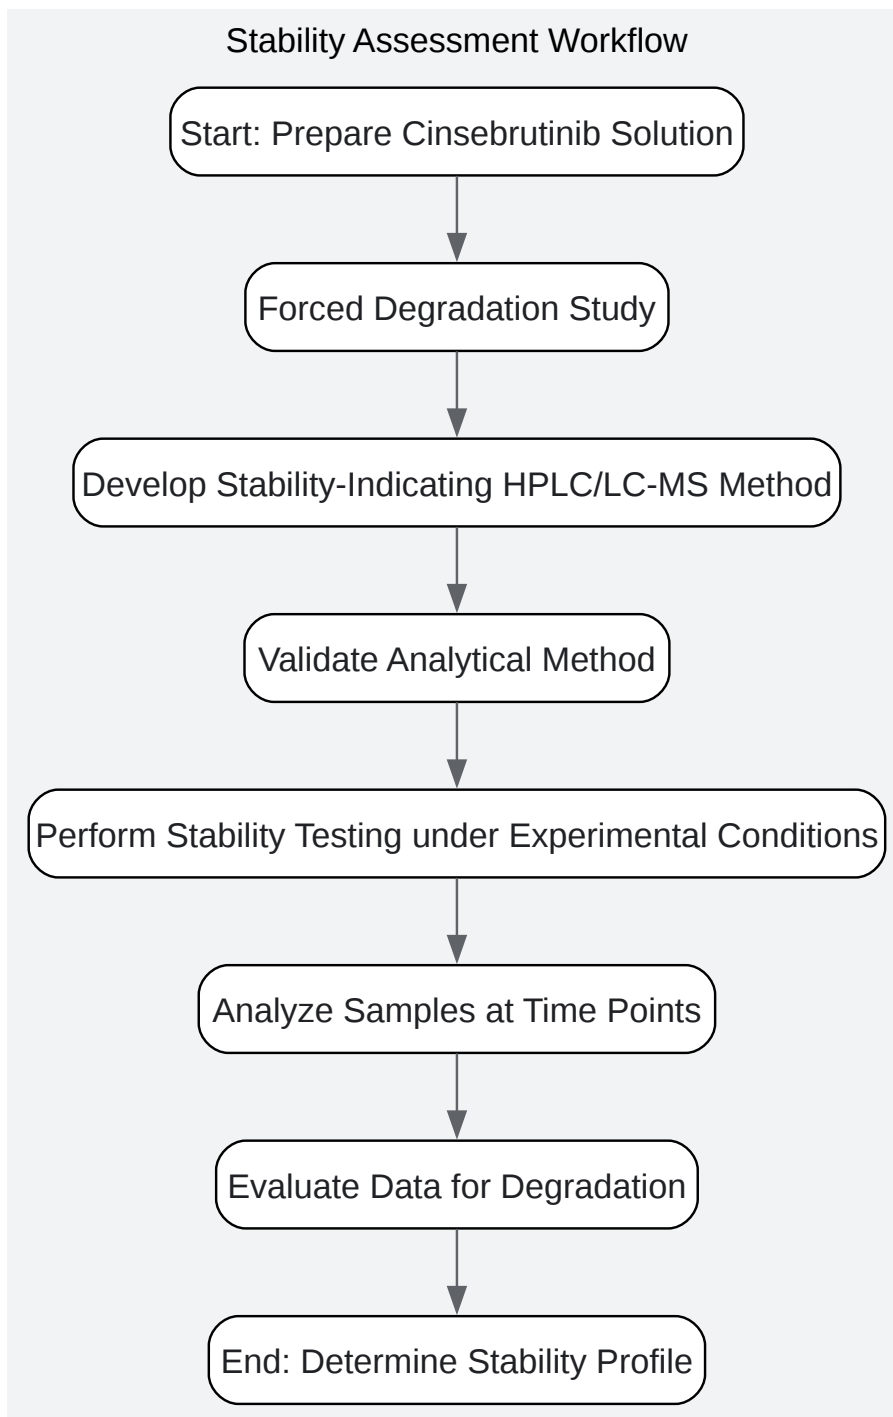 Stability Assessment Workflow
Start: Prepare Cinsebrutinib Solution
Forced Degradation Study
Develop Stability-Indicating HPLC/LC-MS Method
Validate Analytical Method
Perform Stability Testing under Experimental Conditions
Analyze Samples at Time Points
Evaluate Data for Degradation
End: Determine Stability Profile